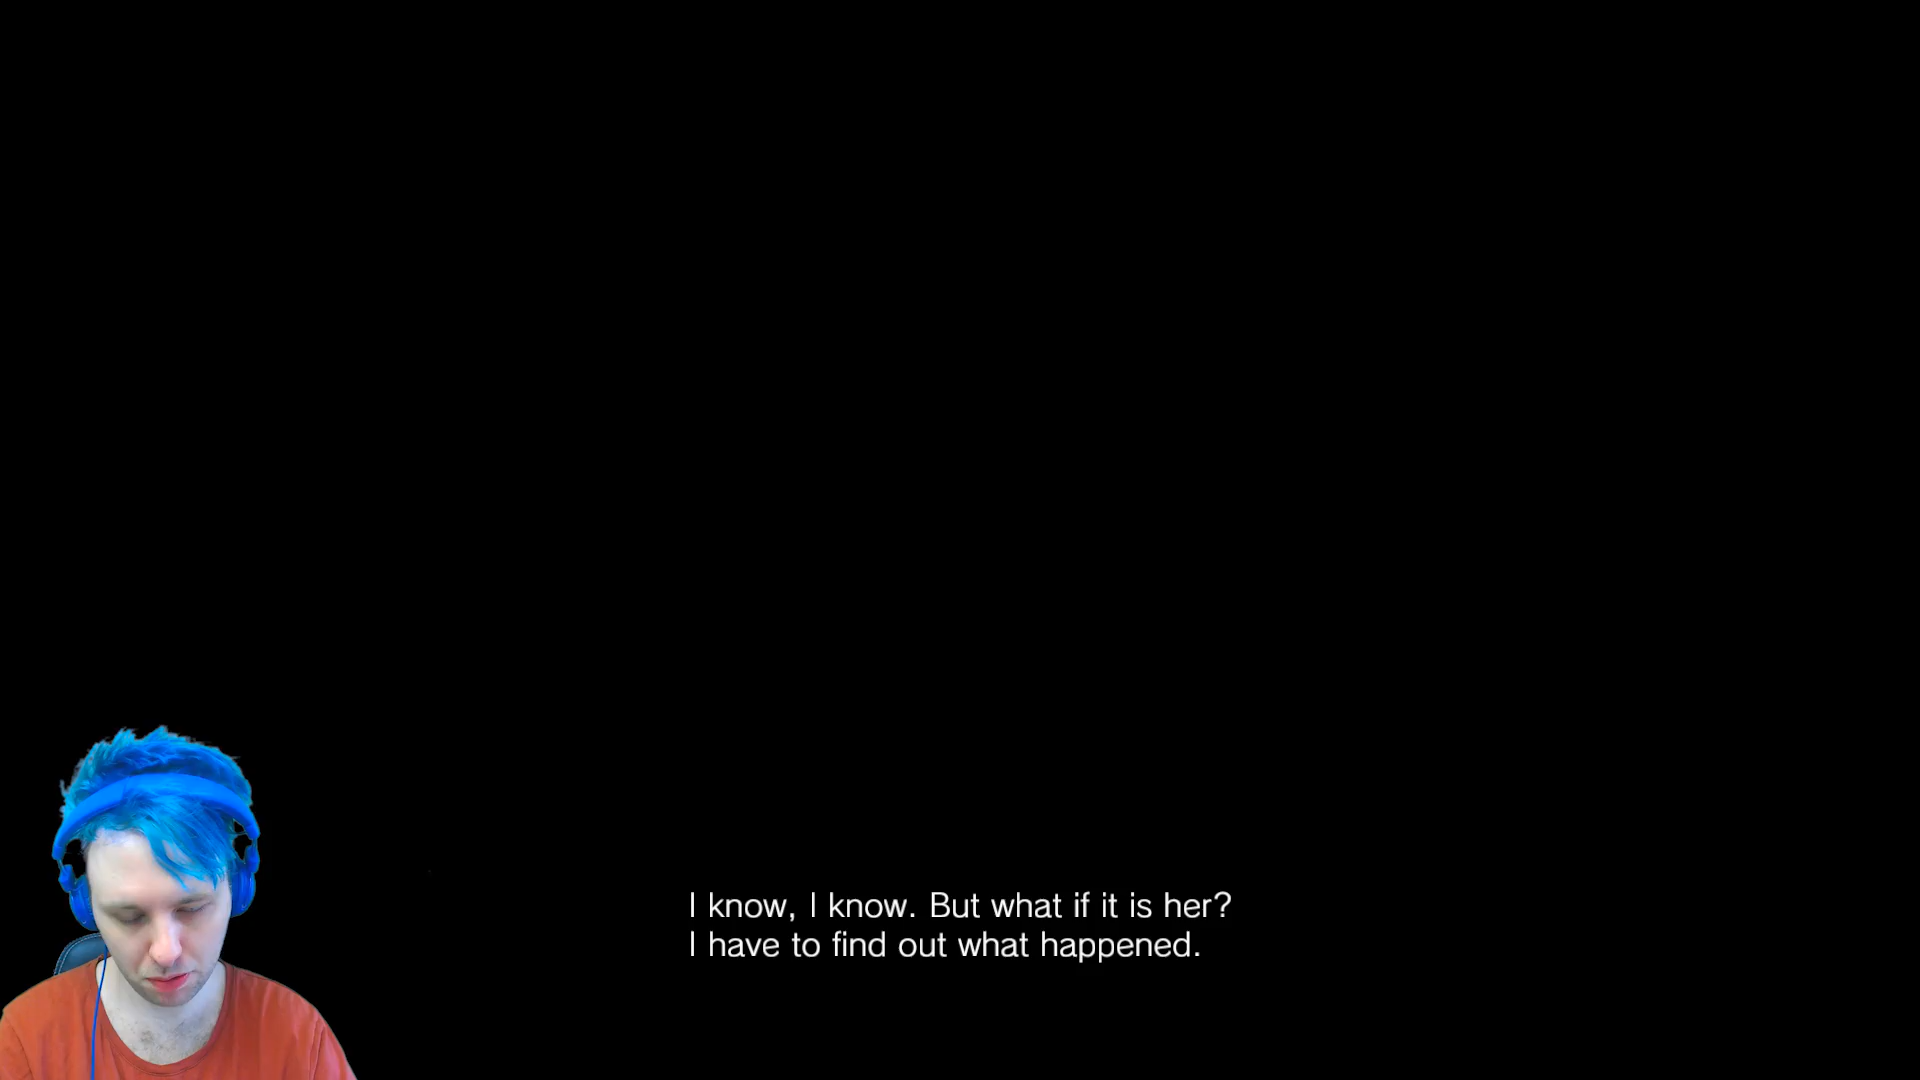 I know, I know. But what if it is her?
I have to find out what happened.